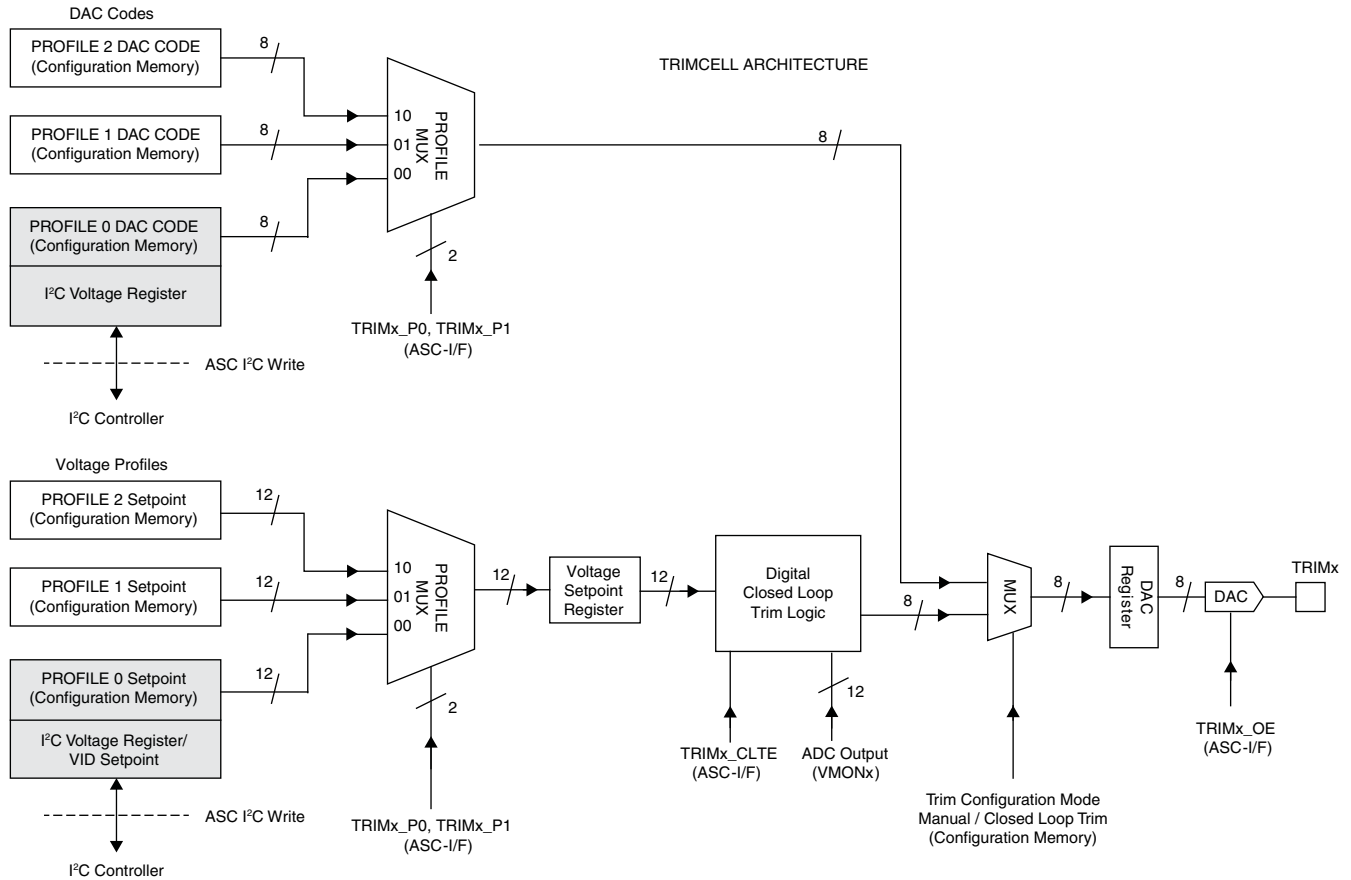 DAC Codes
PROFILE 2 DAC CODE
(Configuration Memory)
8
PROFILE 1 DAC CODE
(Configuration Memory)
8
PROFILE 0 DAC CODE
(Configuration Memory)
8
I²C Voltage Register
ASC I²C Write
I²C Controller
10
01
00
PROFILE
MUX
2
TRIMx_P0, TRIMx_P1
(ASC-I/F)
TRIMCELL ARCHITECTURE
8
Voltage Profiles
PROFILE 2 Setpoint
(Configuration Memory)
12
PROFILE 1 Setpoint
(Configuration Memory)
12
PROFILE 0 Setpoint
(Configuration Memory)
12
I²C Voltage Register/
VID Setpoint
ASC I²C Write
I²C Controller
10
01
00
PROFILE
MUX
2
TRIMx_P0, TRIMx_P1
(ASC-I/F)
12
Voltage
Setpoint
Register
12
Digital
Closed Loop
Trim Logic
TRIMx_CLTE
(ASC-I/F)
12
ADC Output
(VMONx)
8
MUX
Trim Configuration Mode
Manual / Closed Loop Trim
(Configuration Memory)
8
DAC
Register
8
DAC
TRIMx
TRIMx_OE
(ASC-I/F)